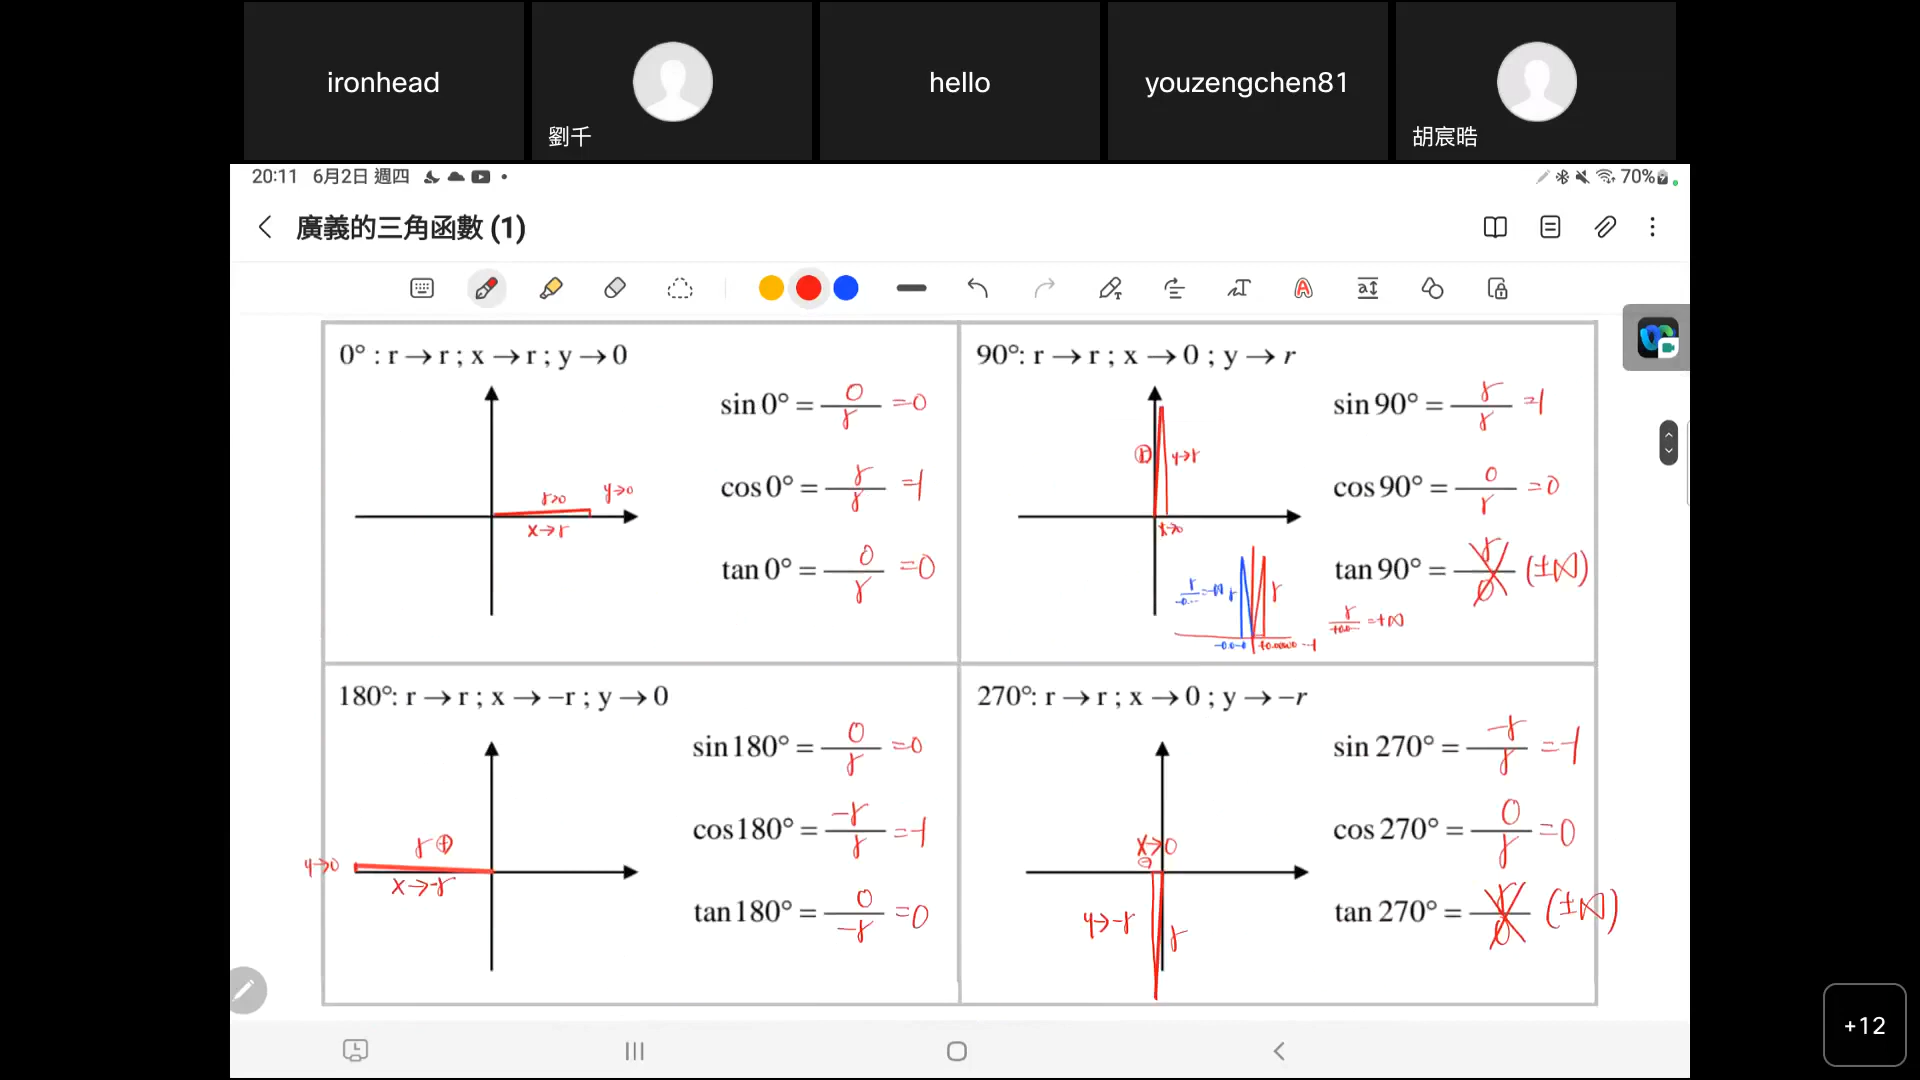 ironhead
劉千
hello
youzengchen81
胡宸晧
20:11 6月2日 週四
70%
廣義的三角函數 (1)
0° : r → r ; x → r ; y → 0
sin 0° = 0/r = 0
cos 0° = r/r = 1
tan 0° = 0/r = 0
r→0
y→0
x→r
90°: r → r ; x → 0 ; y → r
sin 90° = r/r = 1
cos 90° = 0/r = 0
tan 90° = r/0 (±∞)
y→r
x→0
r
r
r/+0.0... = +∞
180°: r → r ; x → −r ; y → 0
sin 180° = 0/r = 0
cos 180° = -r/r = -1
tan 180° = 0/-r = 0
r ⊕
y→0
x→-r
270°: r → r ; x → 0 ; y → −r
sin 270° = -r/r = -1
cos 270° = 0/r = 0
tan 270° = r/0 (±∞)
x→0
y→-r
r
+12